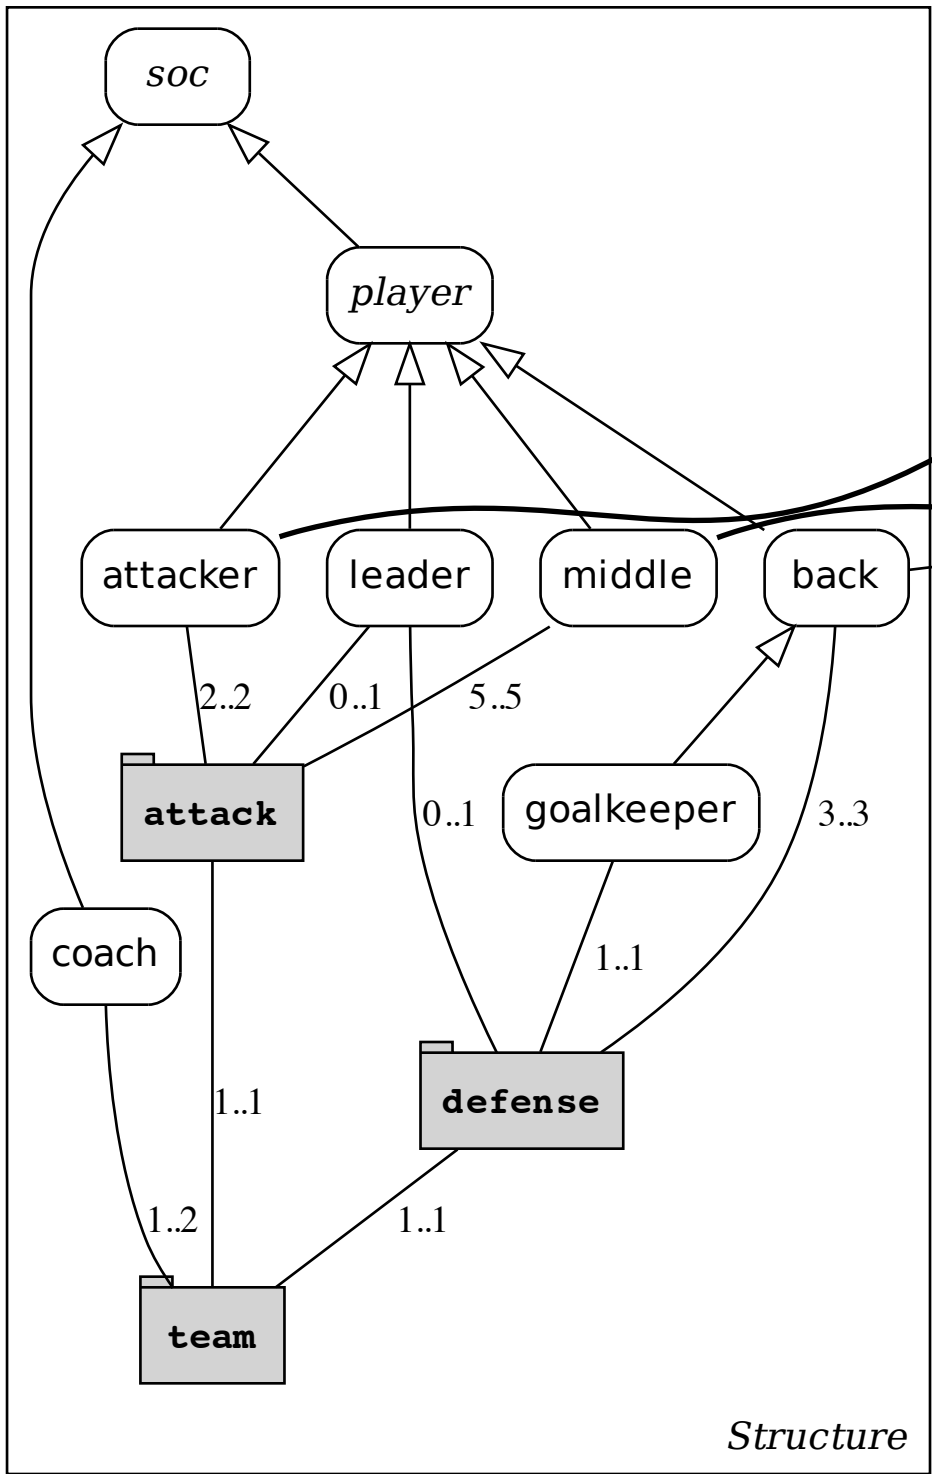 soc
player
attacker
leader
middle
back
2..2
0..1
5..5
attack
0..1
goalkeeper
3..3
coach
1..1
defense
1..1
1..2
1..1
team
Structure